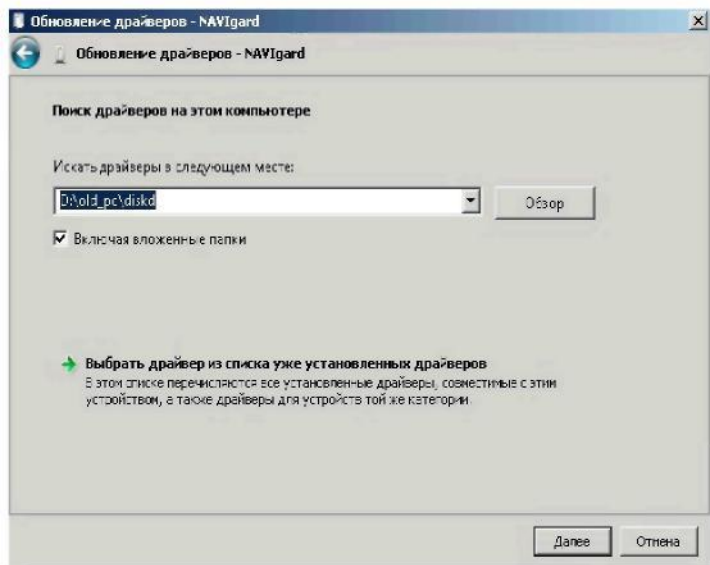 Обновление драйверов - NAVIgard
Обновление драйверов - NAVIgard
Поиск драйверов на этом компьютере
Искать драйверы в следующем месте:
D:\old_pc\diskd
Обзор
Включая вложенные папки
Выбрать драйвер из списка уже установленных драйверов
В этом списке перечисляются все установленные драйверы, совместимые с этим
устройством, а также драйверы для устройств той же категории.
Далее
Отмена